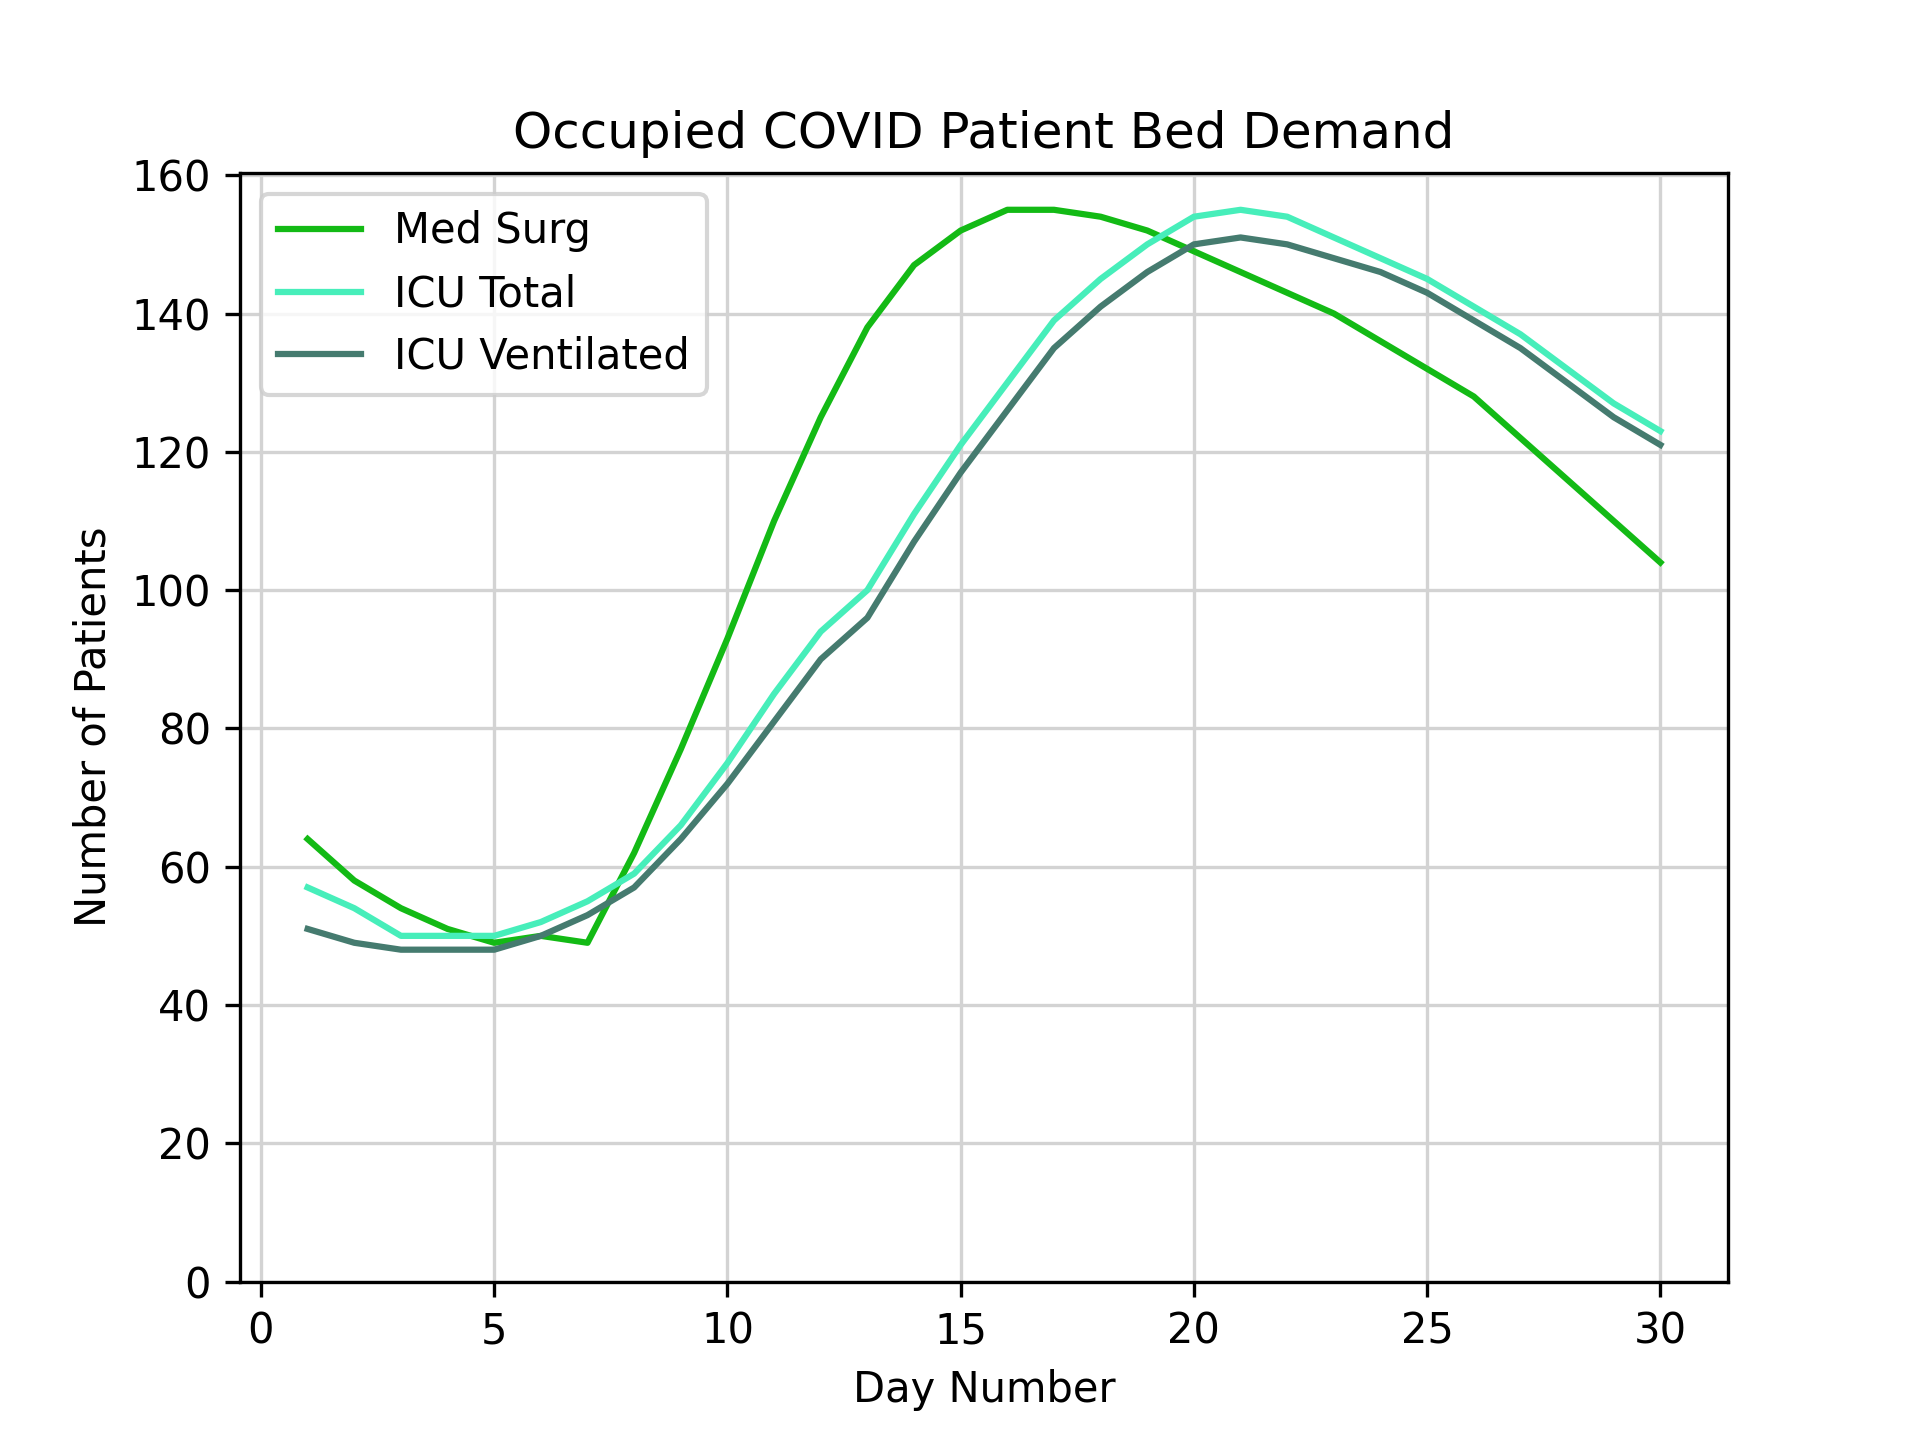 Occupied COVID Patient Bed Demand
160
140
120
100
80
60
40
20
0
Number of Patients
Med Surg
ICU Total
ICU Ventilated
0 5 10 15 20 25 30
Day Number